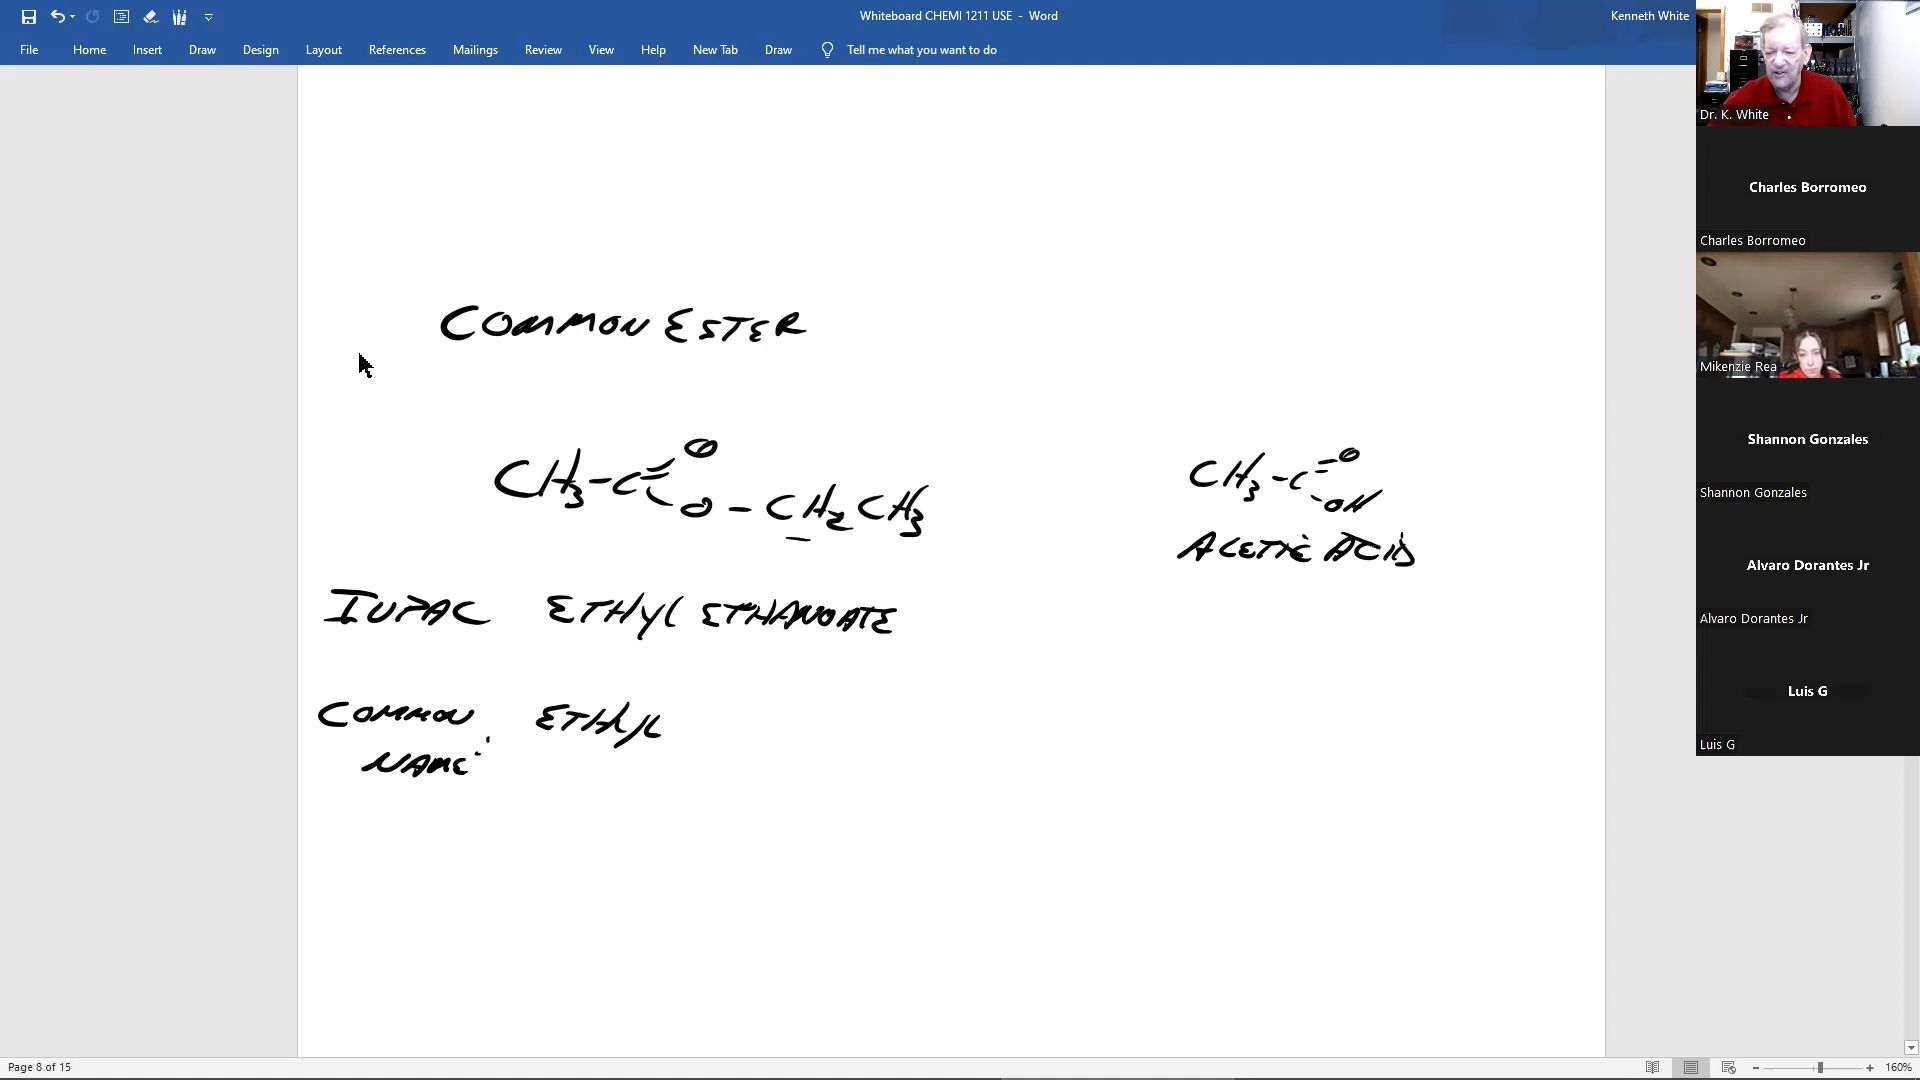 Whiteboard CHEMI 1211 USE - Word
Kenneth White
File Home Insert Draw Design Layout References Mailings Review View Help New Tab Draw Tell me what you want to do
Dr. K. White
Charles Borromeo
Charles Borromeo
Mikenzie Rea
Shannon Gonzales
Shannon Gonzales
Alvaro Dorantes Jr
Alvaro Dorantes Jr
Luis G
Luis G
COMMON ESTER
CH3-C=O
O-CH2CH3
CH3-C=O
-OH
ACETIC ACID
IUPAC ETHYL ETHANOATE
COMMON ETHYL
NAME:
Page 8 of 15
160%